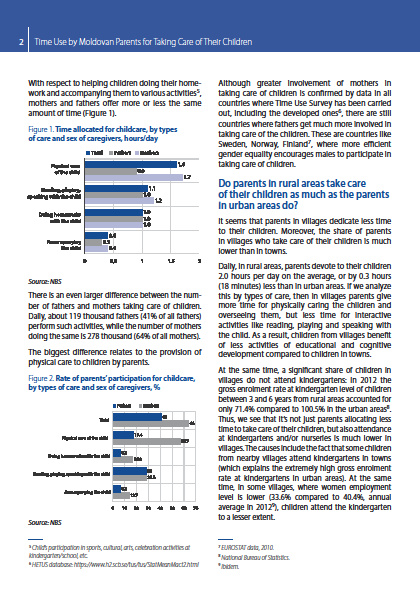 2 Time Use by Moldovan Parents for Taking Care of Their Children
With respect to helping children doing their home-
work and accompanying them to various activities⁵,
mothers and fathers offer more or less the same
amount of time (Figure 1).
Figure 1. Time allocated for childcare, by types
of care and sex of caregivers, hours/day
Total Fathers Mothers
Physical care
of the child
1.6
1.7
Reading, playing,
speaking with the child
1.1
1.0
1.2
Doing homeworks
with the child
1.0
1.0
1.0
Accompanying
the child
0.4
0.3
0.4
0 0,5 1 1,5 2
Source: NBS
There is an even larger difference between the num-
ber of fathers and mothers taking care of children.
Daily, about 119 thousand fathers (41% of all fathers)
perform such activities, while the number of mothers
doing the same is 278 thousand (64% of all mothers).
The biggest difference relates to the provision of
physical care to children by parents.
Figure 2. Rate of parents' participation for childcare,
by types of care and sex of caregivers, %
Total
Physical care of the child
Doing homeworks with the child
Reading, playing, speaking with the child
Accompanying the child
0 10 20 30 40 50 60 70
Source: NBS
⁵ Child's participation in sports, cultural, arts, celebration activities at
kindergarten/school, etc.
⁶ HETUS database: https://www.h2.scb.se/tus/tus/StatMeanMact2.html
Although greater involvement of mothers in
taking care of children is confirmed by data in all
countries where Time Use Survey has been carried
out, including the developed ones⁶, there are still
countries where fathers get much more involved in
taking care of the children. These are countries like
Sweden, Norway, Finland⁷, where more efficient
gender equality encourages males to participate in
taking care of children.
Do parents in rural areas take care
of their children as much as the parents
in urban areas do?
It seems that parents in villages dedicate less time
to their children. Moreover, the share of parents
in villages who take care of their children is much
lower than in towns.
Daily, in rural areas, parents devote to their children
2.0 hours per day on the average, or by 0.3 hours
(18 minutes) less than in urban areas. If we analyze
this by types of care, then in villages parents give
more time for physically caring the children and
overseeing them, but less time for interactive
activities like reading, playing and speaking with
the child. As a result, children from villages benefit
of less activities of educational and cognitive
development compared to children in towns.
At the same time, a significant share of children in
villages do not attend kindergartens: in 2012 the
gross enrolment rate at kindergarten level of children
between 3 and 6 years from rural areas accounted for
only 71.4% compared to 100.5% in the urban areas⁸.
Thus, we see that it's not just parents allocating less
time to take care of their children, but also attendance
at kindergartens and/or nurseries is much lower in
villages. The causes include the fact that some children
from nearby villages attend kindergartens in towns
(which explains the extremely high gross enrolment
rate at kindergartens in urban areas). At the same
time, in some villages, where women employment
level is lower (33.6% compared to 40.4%, annual
average in 2012⁹), children attend the kindergarten
to a lesser extent.
⁷ EUROSTAT data, 2010.
⁸ National Bureau of Statistics.
⁹ Ibidem.